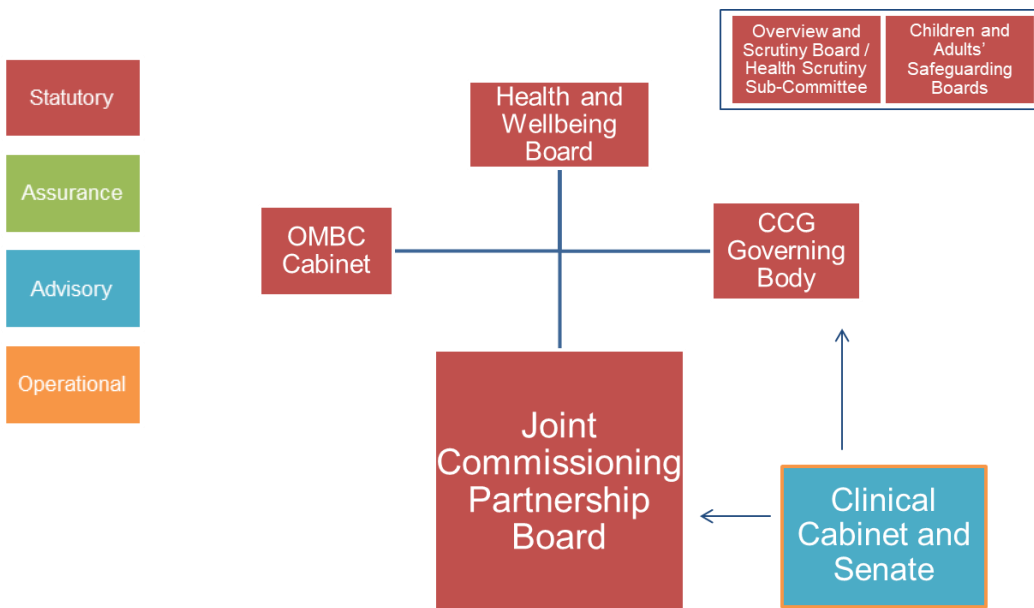 Overview and
Scrutiny Board /
Health Scrutiny
Sub-Committee
Children and
Adults'
Safeguarding
Boards
Statutory
Health and
Wellbeing
Board
Assurance
OMBC
Cabinet
CCG
Governing
Body
Advisory
Operational
Joint
Commissioning
Partnership
Board
Clinical
Cabinet and
Senate